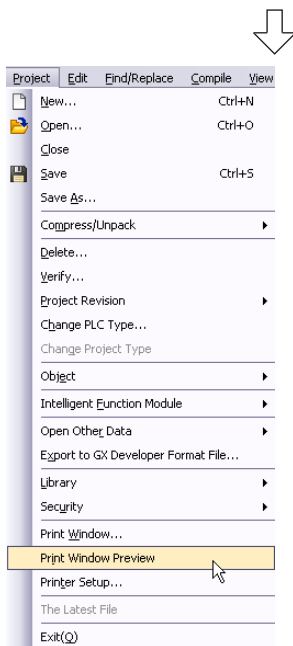 Project Edit Find/Replace Compile View
New... Ctrl+N
Open... Ctrl+O
Close
Save Ctrl+S
Save As...
Compress/Unpack
Delete...
Verify...
Project Revision
Change PLC Type...
Change Project Type
Object
Intelligent Function Module
Open Other Data
Export to GX Developer Format File...
Library
Security
Print Window...
Print Window Preview
Printer Setup...
The Latest File
Exit(Q)